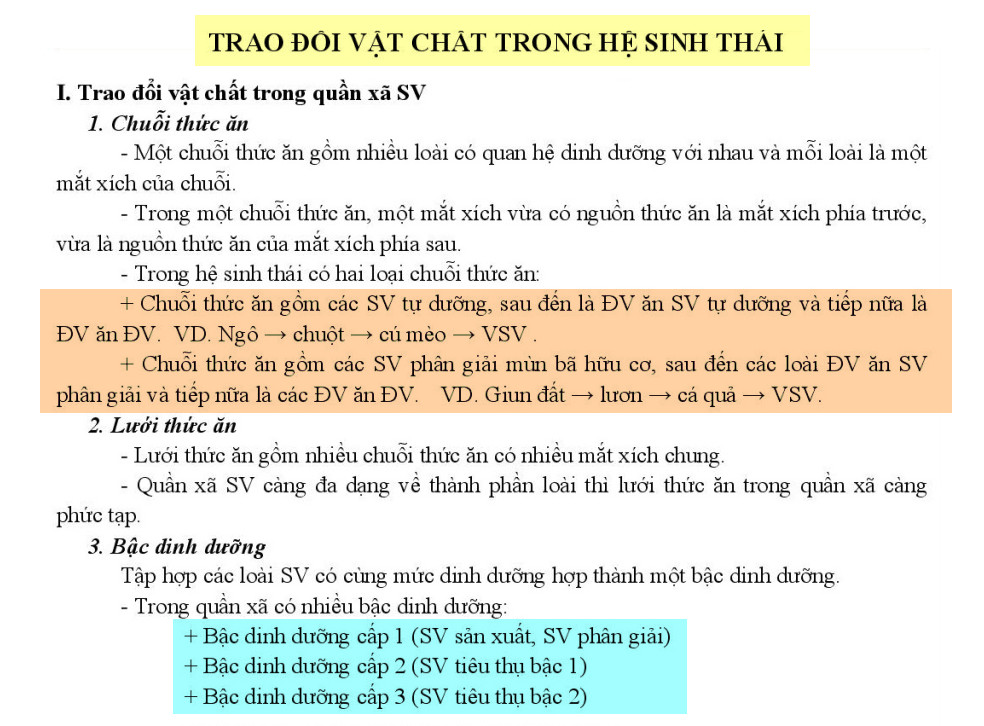 TRAO ĐỔI VẬT CHẤT TRONG HỆ SINH THÁI
I. Trao đổi vật chất trong quần xã SV
1. Chuỗi thức ăn
- Một chuỗi thức ăn gồm nhiều loài có quan hệ dinh dưỡng với nhau và mỗi loài là một
mắt xích của chuỗi.
- Trong một chuỗi thức ăn, một mắt xích vừa có nguồn thức ăn là mắt xích phía trước,
vừa là nguồn thức ăn của mắt xích phía sau.
- Trong hệ sinh thái có hai loại chuỗi thức ăn:
+ Chuỗi thức ăn gồm các SV tự dưỡng, sau đến là ĐV ăn SV tự dưỡng và tiếp nữa là
ĐV ăn ĐV. VD. Ngô → chuột → cú mèo → VSV .
+ Chuỗi thức ăn gồm các SV phân giải mùn bã hữu cơ, sau đến các loài ĐV ăn SV
phân giải và tiếp nữa là các ĐV ăn ĐV. VD. Giun đất → lươn → cá quả → VSV.
2. Lưới thức ăn
- Lưới thức ăn gồm nhiều chuỗi thức ăn có nhiều mắt xích chung.
- Quần xã SV càng đa dạng về thành phần loài thì lưới thức ăn trong quần xã càng
phức tạp.
3. Bậc dinh dưỡng
Tập hợp các loài SV có cùng mức dinh dưỡng hợp thành một bậc dinh dưỡng.
- Trong quần xã có nhiều bậc dinh dưỡng:
+ Bậc dinh dưỡng cấp 1 (SV sản xuất, SV phân giải)
+ Bậc dinh dưỡng cấp 2 (SV tiêu thụ bậc 1)
+ Bậc dinh dưỡng cấp 3 (SV tiêu thụ bậc 2)